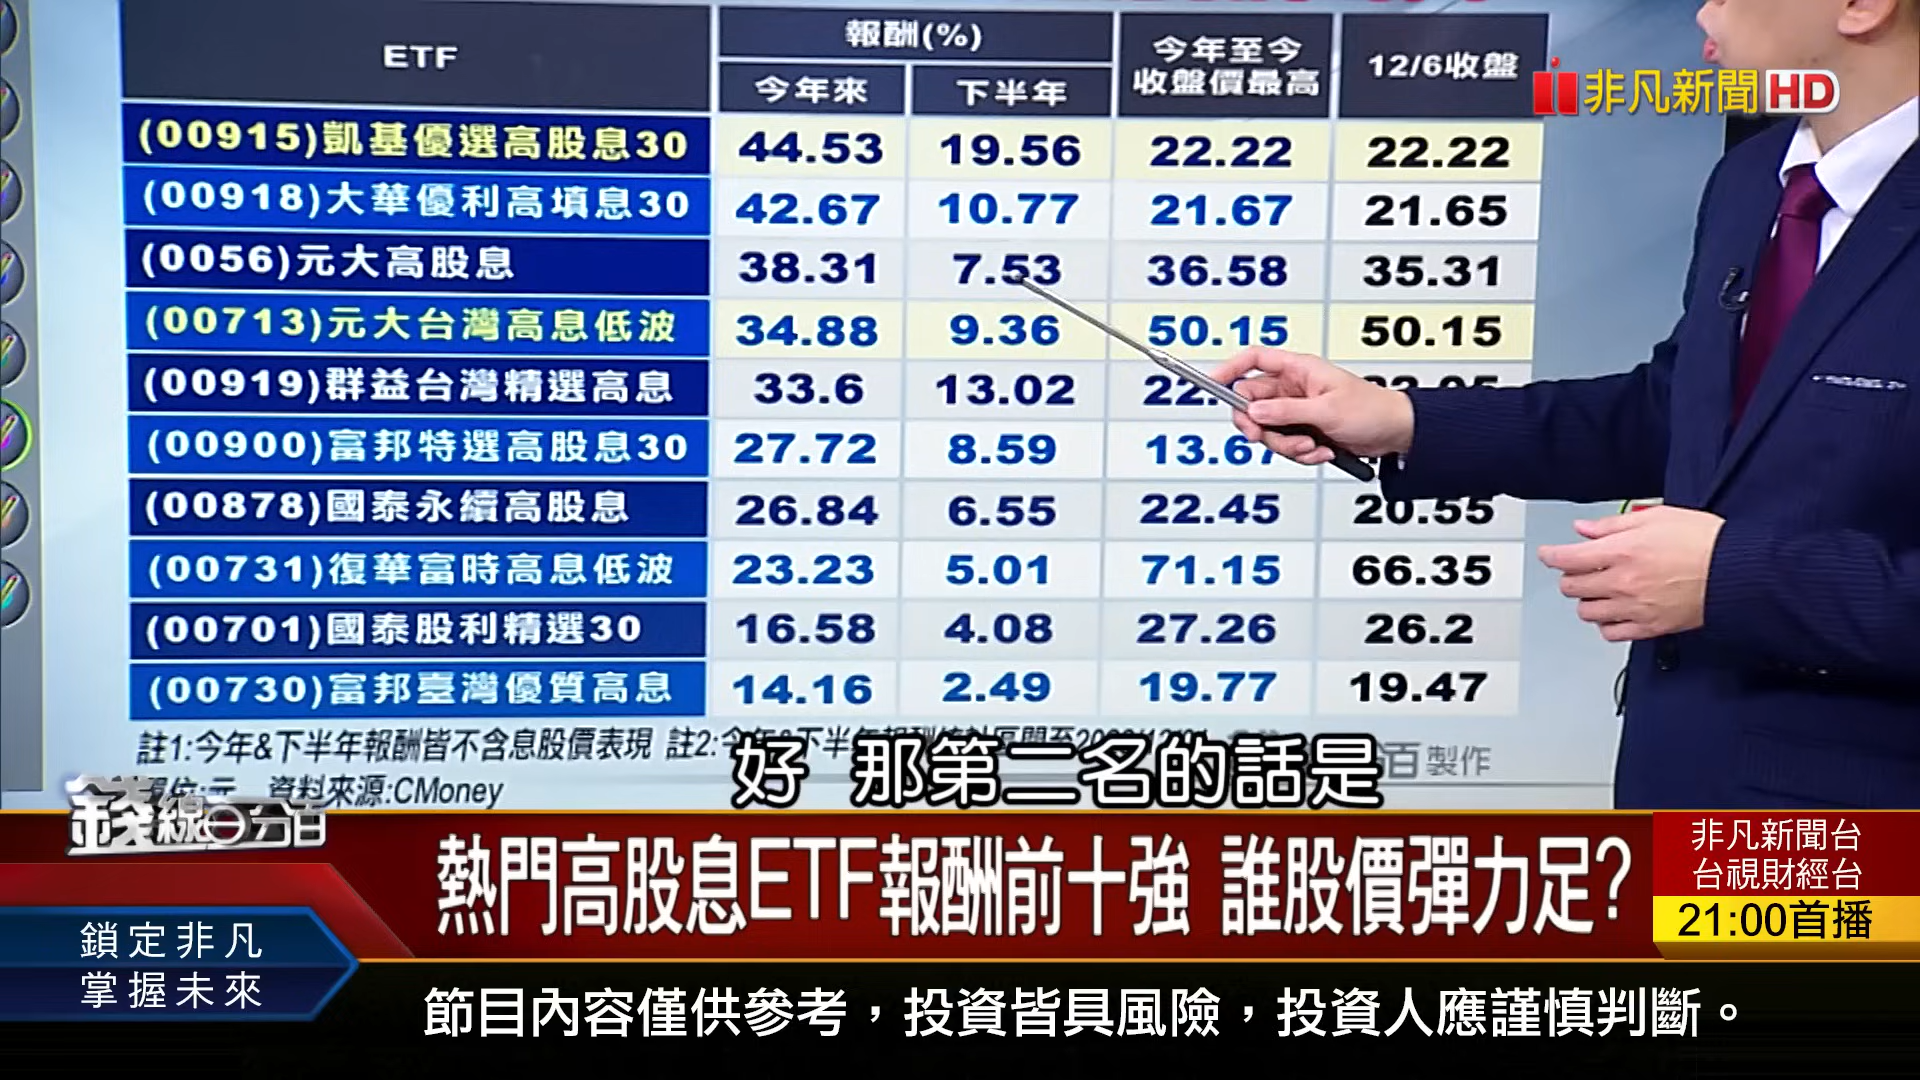 ETF 報酬(%) 今年至今收盤價最高 12/6收盤
今年來 下半年
(00915)凱基優選高股息30 44.53 19.56 22.22 22.22
(00918)大華優利高填息30 42.67 10.77 21.67 21.65
(0056)元大高股息 38.31 7.53 36.58 35.31
(00713)元大台灣高息低波 34.88 9.36 50.15 50.15
(00919)群益台灣精選高息 33.6 13.02 22.
(00900)富邦特選高股息30 27.72 8.59 13.67
(00878)國泰永續高股息 26.84 6.55 22.45 20.55
(00731)復華富時高息低波 23.23 5.01 71.15 66.35
(00701)國泰股利精選30 16.58 4.08 27.26 26.2
(00730)富邦臺灣優質高息 14.16 2.49 19.77 19.47
註1:今年&下半年報酬皆不含息股價表現 註2:
資料來源:CMoney
百製作
非凡新聞HD
好 那第二名的話是
錢線百分百
熱門高股息ETF報酬前十強 誰股價彈力足?
非凡新聞台
台視財經台
21:00首播
鎖定非凡
掌握未來
節目內容僅供參考，投資皆具風險，投資人應謹慎判斷。